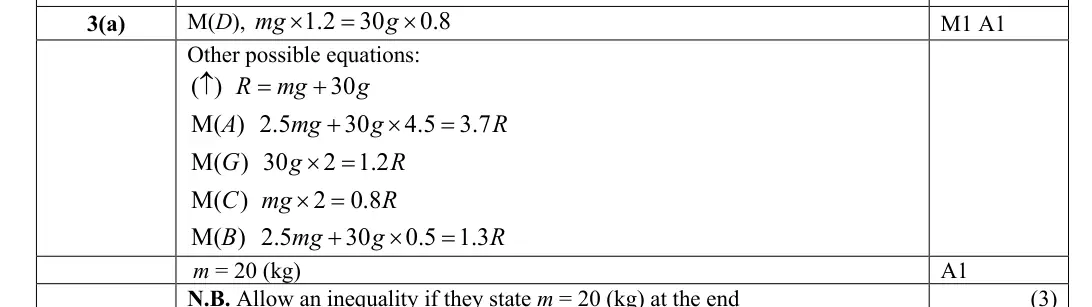 3(a) M(D), mg × 1.2 = 30g × 0.8 M1 A1
Other possible equations:
(↑) R = mg + 30g
M(A) 2.5mg + 30g × 4.5 = 3.7R
M(G) 30g × 2 = 1.2R
M(C) mg × 2 = 0.8R
M(B) 2.5mg + 30g × 0.5 = 1.3R
m = 20 (kg) A1
N.B. Allow an inequality if they state m = 20 (kg) at the end (3)